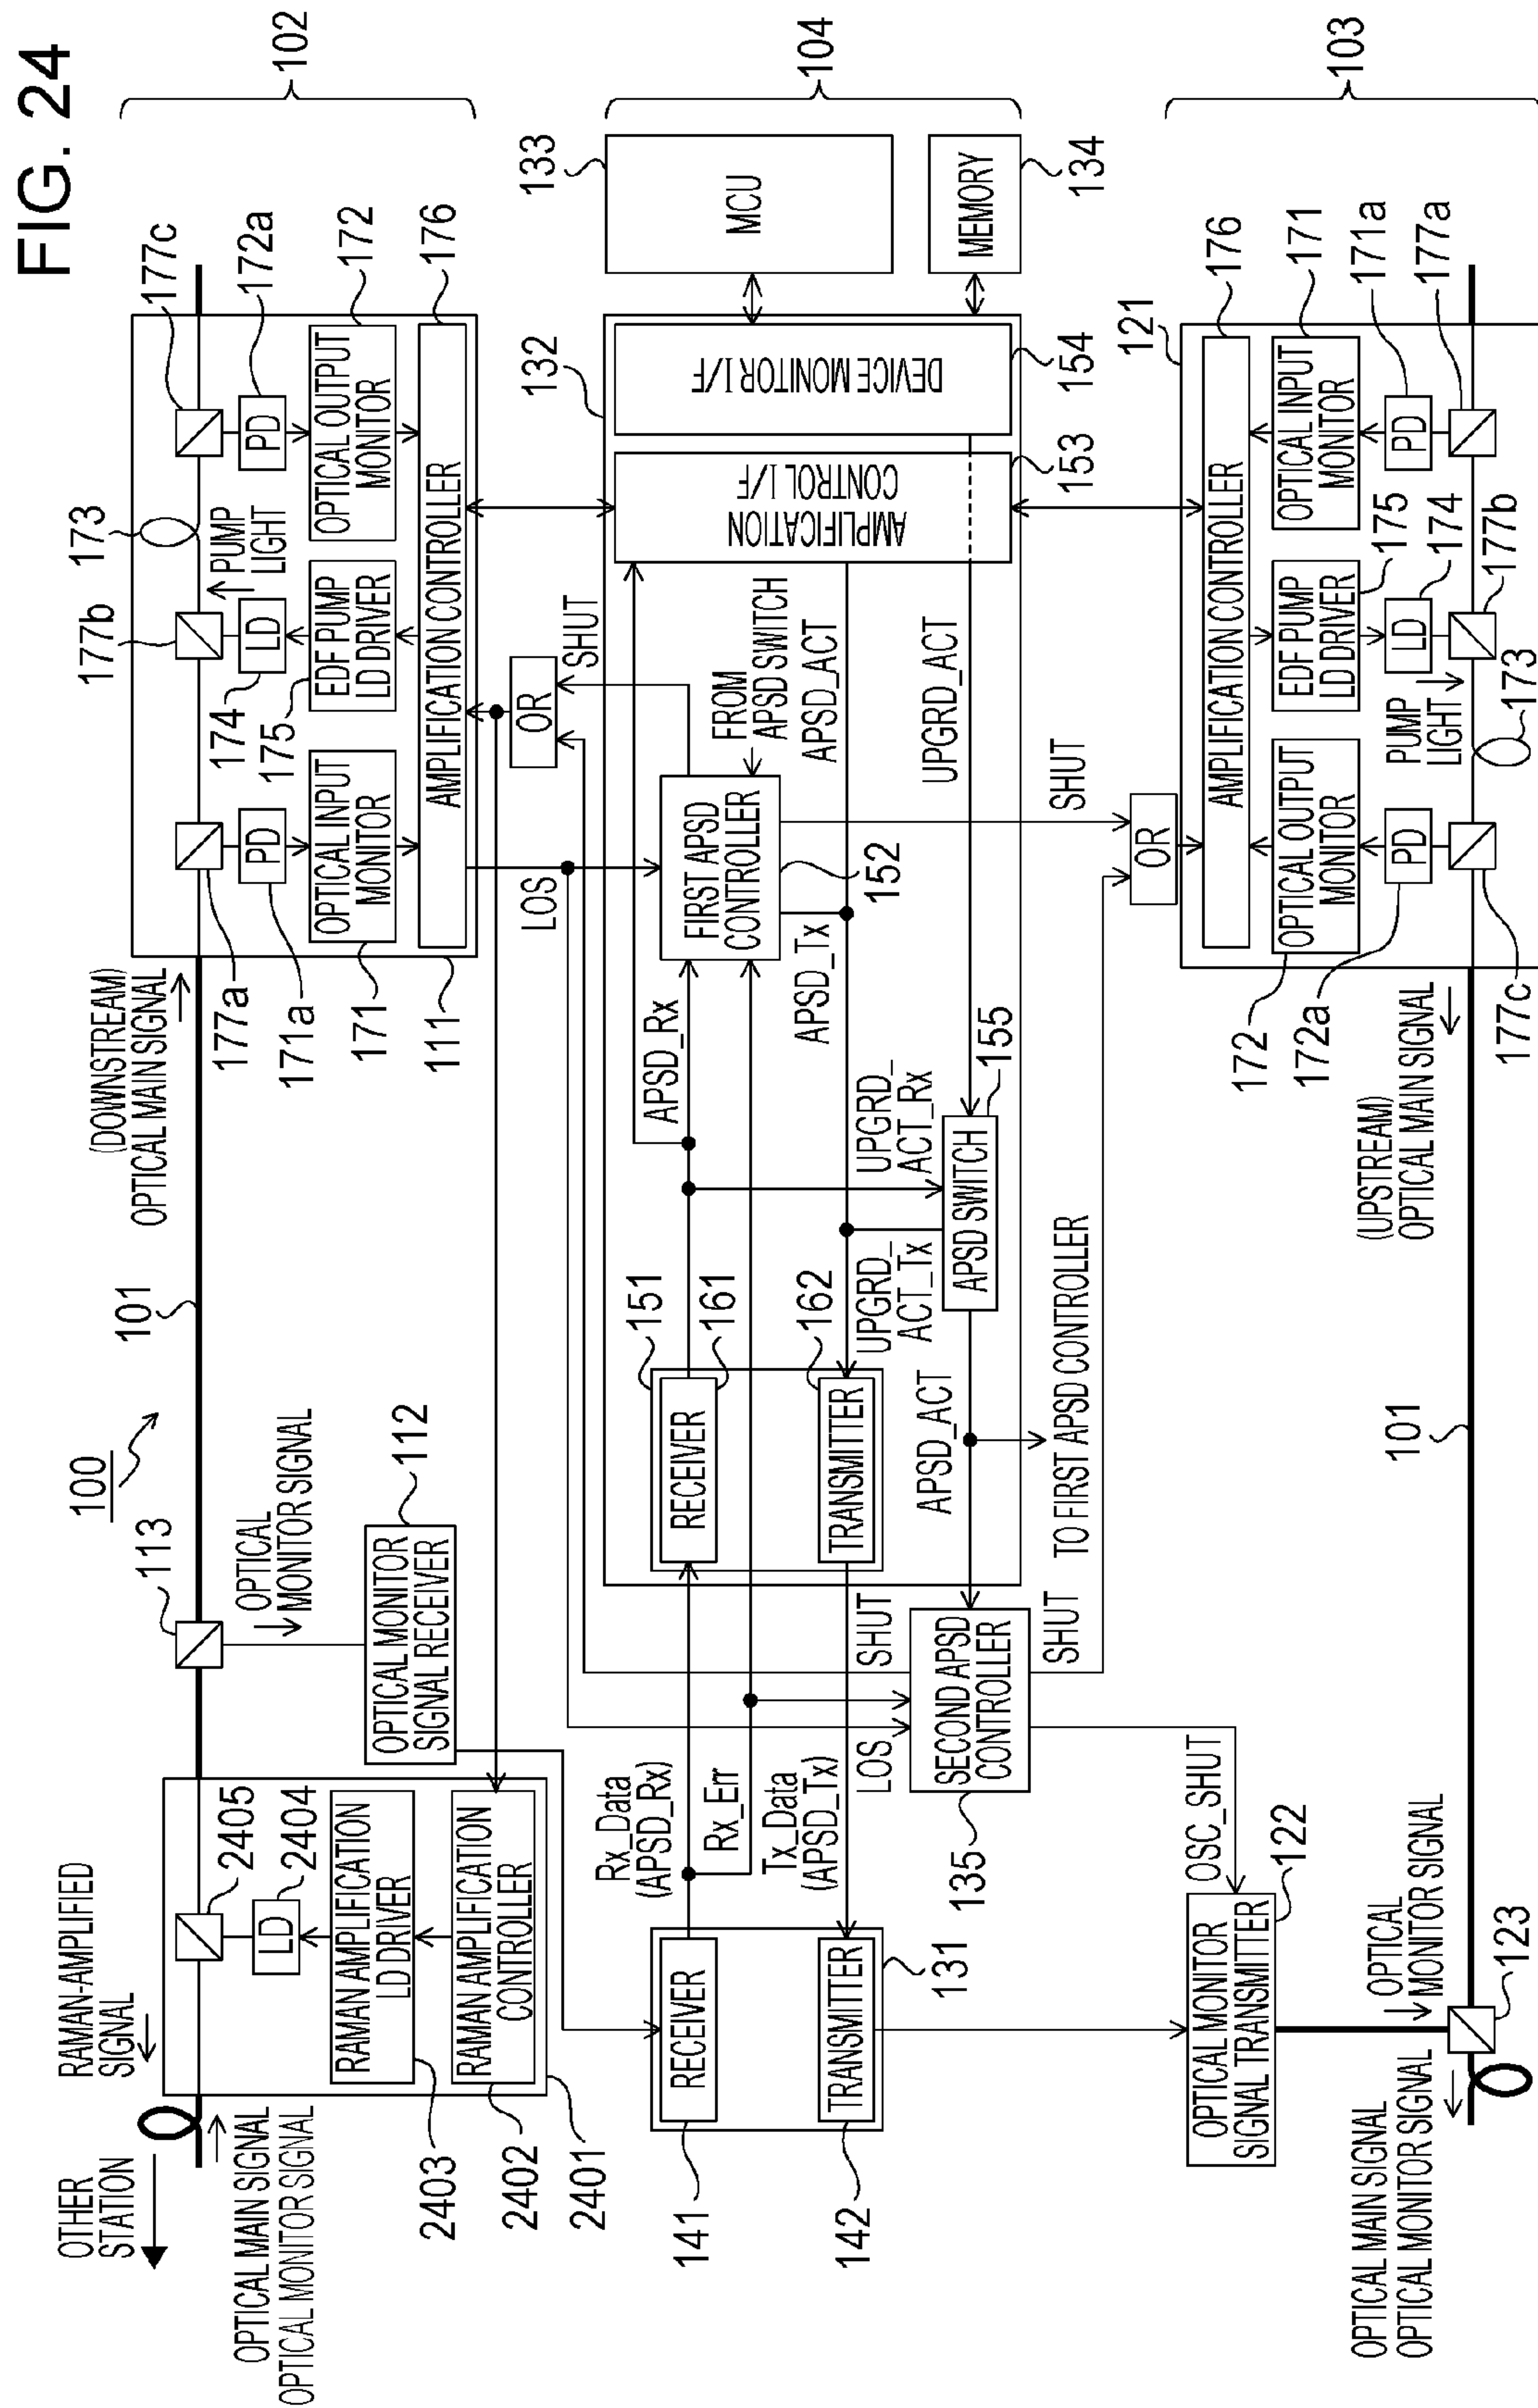 FIG. 24
100
OTHER
STATION
OPTICAL MAIN SIGNAL
OPTICAL MONITOR SIGNAL
RAMAN-AMPLIFIED
SIGNAL
2405
LD
2404
RAMAN AMPLIFICATION
LD DRIVER
RAMAN AMPLIFICATION
CONTROLLER
2403
2402
2401
113
OPTICAL
MONITOR SIGNAL
OPTICAL MONITOR
SIGNAL RECEIVER
112
101
(DOWNSTREAM)
OPTICAL MAIN SIGNAL
177a
171a
171
111
PD
OPTICAL INPUT
MONITOR
177b
174
175
LD
EDF PUMP
LD DRIVER
173
PUMP
LIGHT
177c
172a
172
176
PD
OPTICAL OUTPUT
MONITOR
AMPLIFICATION CONTROLLER
102
LOS
OR
SHUT
141
RECEIVER
142
TRANSMITTER
131
Rx_Data
(APSD_Rx)
Rx_Err
Tx_Data
(APSD_Tx)
LOS
SHUT
135
SECOND APSD
CONTROLLER
SHUT
OSC_SHUT
151
RECEIVER
161
TRANSMITTER
162
APSD_ACT
TO FIRST APSD CONTROLLER
UPGRD_
ACT_Tx
UPGRD_
ACT_Rx
APSD SWITCH
155
APSD_Rx
APSD_Tx
FIRST APSD
CONTROLLER
152
FROM
APSD SWITCH
APSD_ACT
UPGRD_ACT
SHUT
132
AMPLIFICATION
CONTROL I/F
153
DEVICE MONITOR I/F
154
133
MCU
MEMORY
134
104
OPTICAL MONITOR
SIGNAL TRANSMITTER
122
OPTICAL
MONITOR SIGNAL
123
OPTICAL MAIN SIGNAL
OPTICAL MONITOR SIGNAL
101
(UPSTREAM)
OPTICAL MAIN SIGNAL
OR
121
AMPLIFICATION CONTROLLER
176
172
172a
177c
OPTICAL OUTPUT
MONITOR
PD
EDF PUMP
LD DRIVER
175
LD
174
PUMP
LIGHT
173
177b
OPTICAL INPUT
MONITOR
171
PD
171a
177a
103